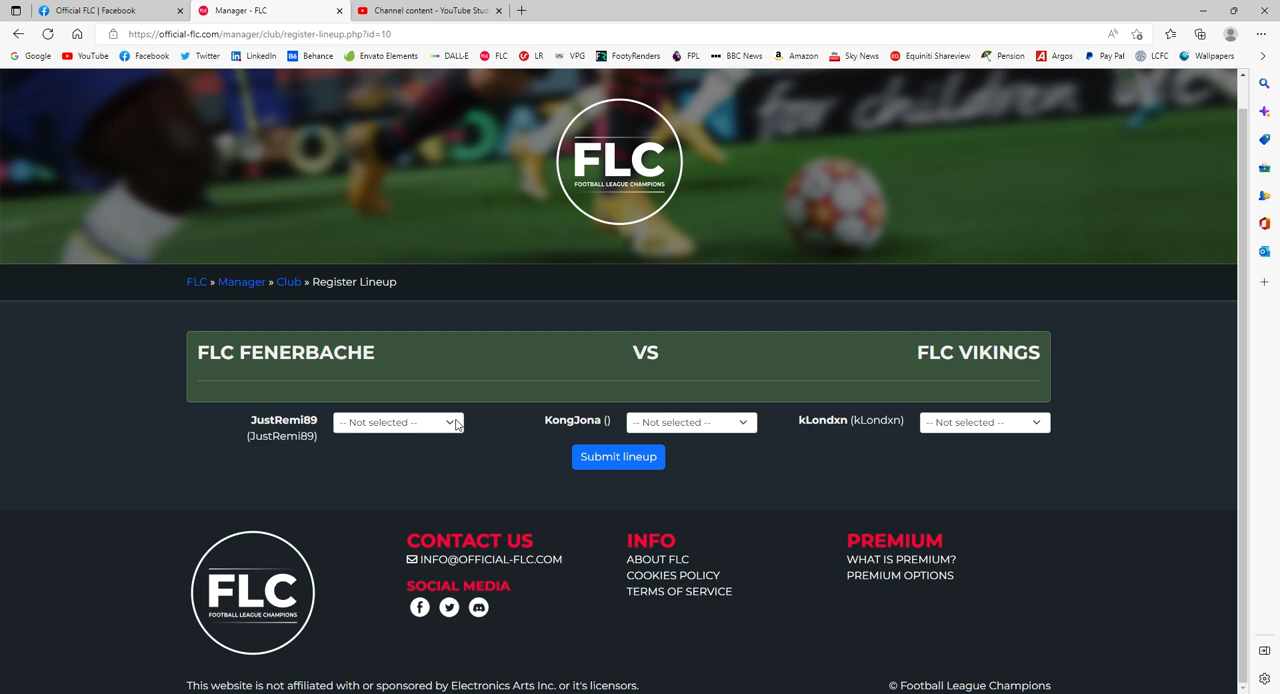 Official FLC | Facebook
Manager - FLC
Channel content - YouTube Stud
https://official-flc.com/manager/club/register-lineup.php?id=10
Google YouTube Facebook Twitter LinkedIn Behance Envato Elements DALL·E FLC LR VPG FootyRenders FPL BBC News Amazon Sky News Equiniti Shareview Pension Argos Pay Pal LCFC Wallpapers
for children
FLC
FOOTBALL LEAGUE CHAMPIONS
FLC » Manager » Club » Register Lineup
FLC FENERBACHE VS FLC VIKINGS
JustRemi89 (JustRemi89) -- Not selected --
KongJona () -- Not selected --
kLondxn (kLondxn) -- Not selected --
Submit lineup
FLC
FOOTBALL LEAGUE CHAMPIONS
CONTACT US
INFO@OFFICIAL-FLC.COM
SOCIAL MEDIA
INFO
ABOUT FLC
COOKIES POLICY
TERMS OF SERVICE
PREMIUM
WHAT IS PREMIUM?
PREMIUM OPTIONS
This website is not affiliated with or sponsored by Electronics Arts Inc. or it's licensors.
© Football League Champions